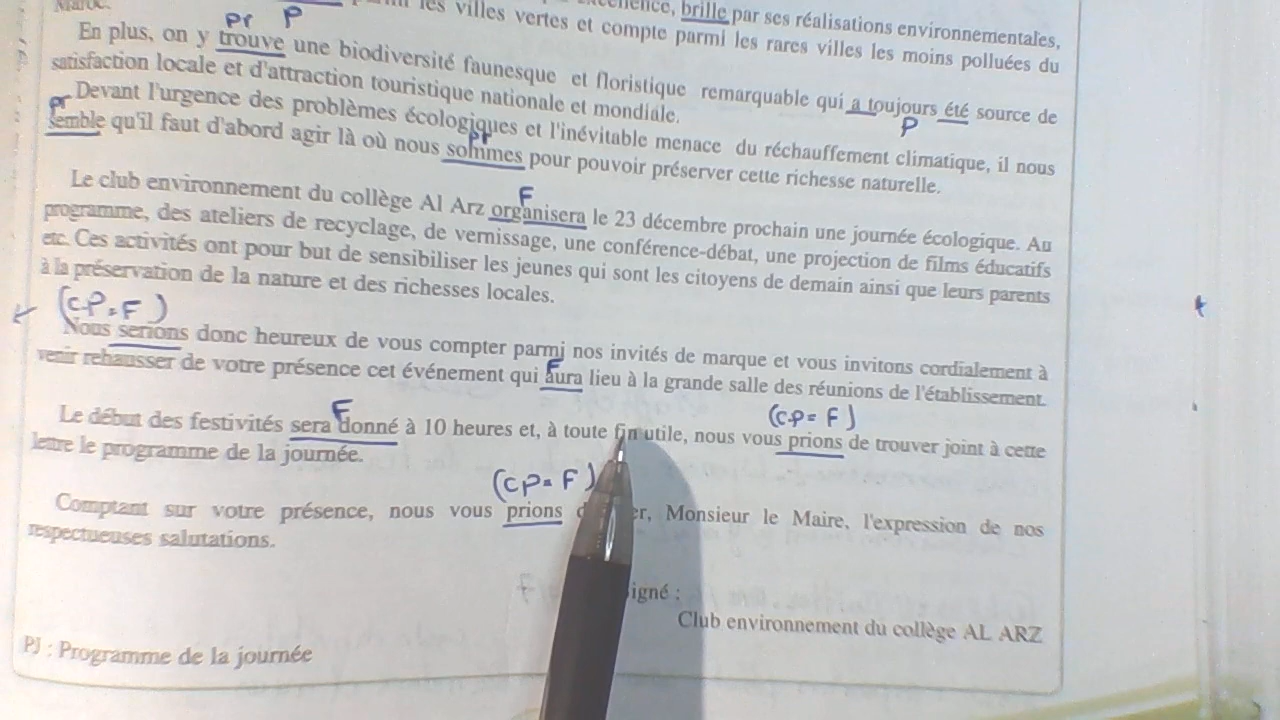 Maroc.
les villes vertes et compte parmi les rares villes les moins polluées du
excellence, brille par ses réalisations environnementales,
pr P
En plus, on y trouve une biodiversité faunesque et floristique remarquable qui a toujours été source de
P
satisfaction locale et d'attraction touristique nationale et mondiale.
Devant l'urgence des problèmes écologiques et l'inévitable menace du réchauffement climatique, il nous
pr pr
semble qu'il faut d'abord agir là où nous sommes pour pouvoir préserver cette richesse naturelle.
F
Le club environnement du collège Al Arz organisera le 23 décembre prochain une journée écologique. Au
programme, des ateliers de recyclage, de vernissage, une conférence-débat, une projection de films éducatifs
etc. Ces activités ont pour but de sensibiliser les jeunes qui sont les citoyens de demain ainsi que leurs parents
à la préservation de la nature et des richesses locales.
(CP=F)
Nous serions donc heureux de vous compter parmi nos invités de marque et vous invitons cordialement à
F
venir rehausser de votre présence cet événement qui aura lieu à la grande salle des réunions de l'établissement.
F (CP=F)
Le début des festivités sera donné à 10 heures et, à toute fin utile, nous vous prions de trouver joint à cette
lettre le programme de la journée.
(CP=F)
Comptant sur votre présence, nous vous prions Monsieur le Maire, l'expression de nos
respectueuses salutations.
igné :
Club environnement du collège AL ARZ
PJ : Programme de la journée